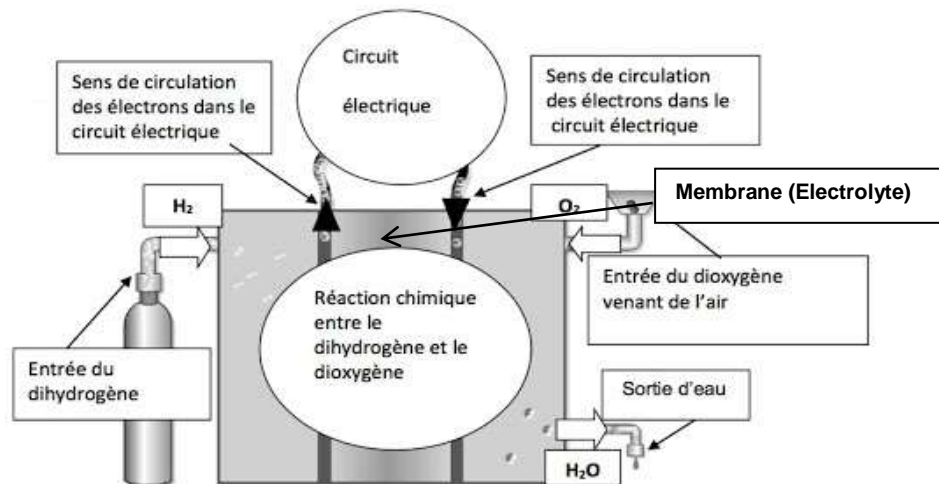 Circuit
électrique
Sens de circulation
des électrons dans le
circuit électrique
Sens de circulation
des électrons dans le
circuit électrique
Membrane (Electrolyte)
H₂
O₂
Entrée du dioxygène
venant de l'air
Réaction chimique
entre le
dihydrogène et le
dioxygène
Entrée du
dihydrogène
Sortie d'eau
H₂O